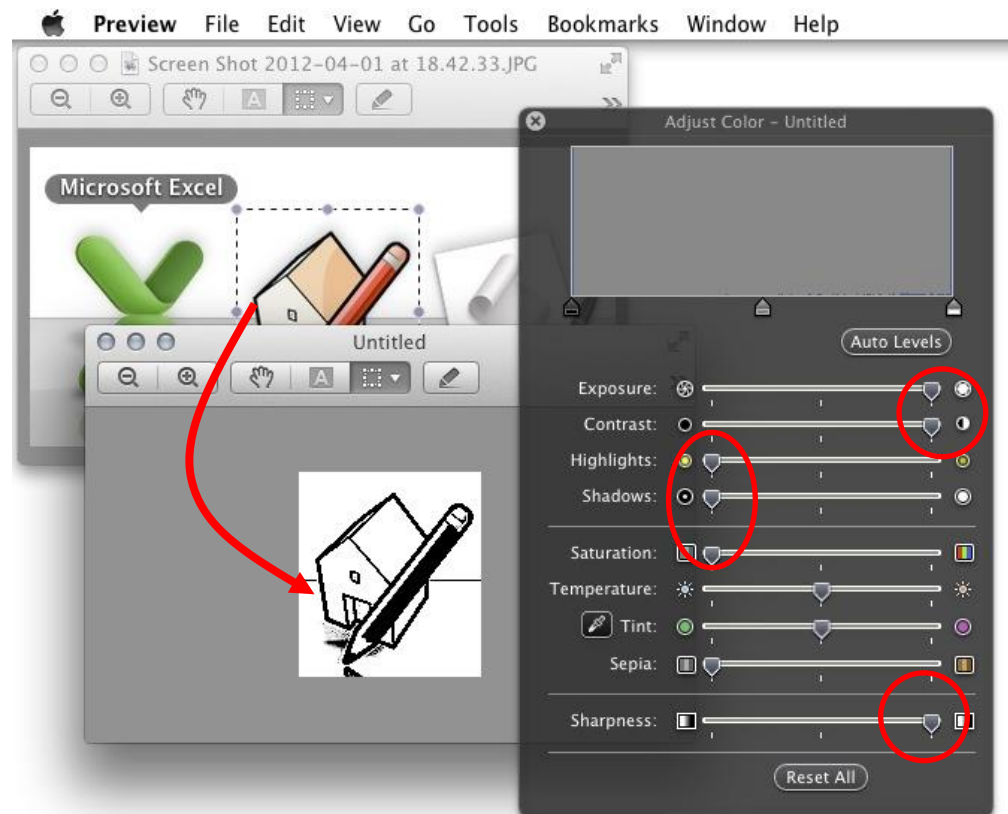 Preview File Edit View Go Tools Bookmarks Window Help
Screen Shot 2012-04-01 at 18.42.33.JPG
A
Adjust Color – Untitled
Microsoft Excel
Untitled
A
Auto Levels
Exposure:
Contrast:
Highlights:
Shadows:
Saturation:
Temperature:
Tint:
Sepia:
Sharpness:
Reset All